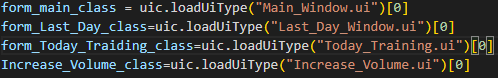 form_main_class = uic.loadUiType("Main_Window.ui")[0]
form_Last_Day_class=uic.loadUiType("Last_Day_Window.ui")[0]
form_Today_Traiding_class=uic.loadUiType("Today_Training.ui")[0]
Increase_Volume_class=uic.loadUiType("Increase_Volume.ui")[0]